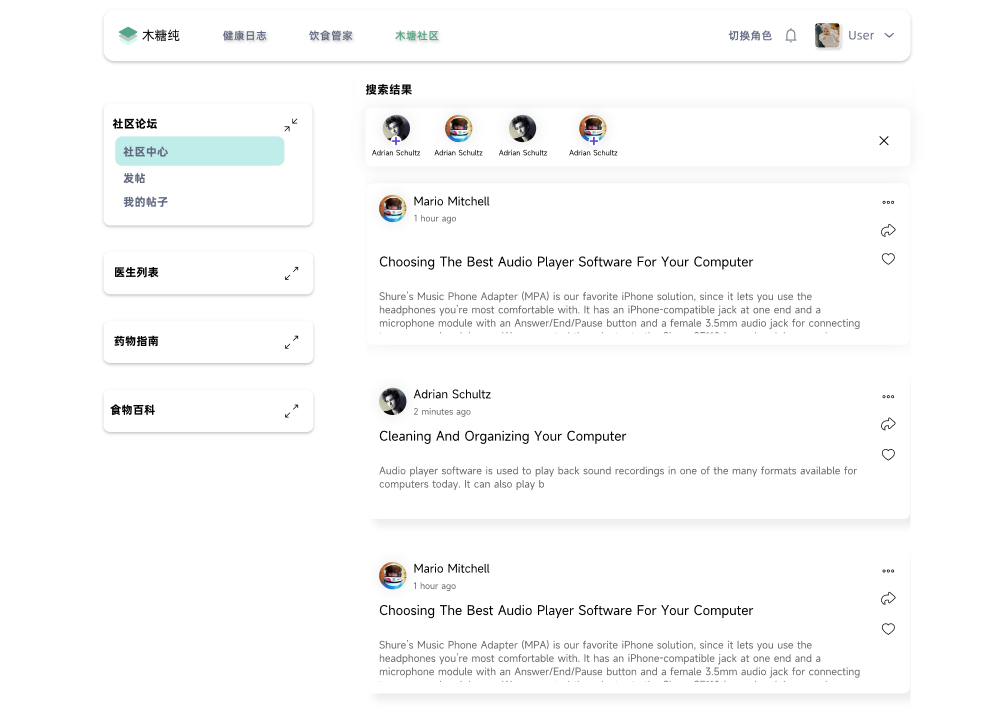 木糖纯
健康日志
饮食管家
木塘社区
切换角色
User
社区论坛
社区中心
发帖
我的帖子
医生列表
药物指南
食物百科
搜索结果
Adrian Schultz
Adrian Schultz
Adrian Schultz
Adrian Schultz
Mario Mitchell
1 hour ago
Choosing The Best Audio Player Software For Your Computer
Shure's Music Phone Adapter (MPA) is our favorite iPhone solution, since it lets you use the
headphones you're most comfortable with. It has an iPhone-compatible jack at one end and a
microphone module with an Answer/End/Pause button and a female 3.5mm audio jack for connecting
Adrian Schultz
2 minutes ago
Cleaning And Organizing Your Computer
Audio player software is used to play back sound recordings in one of the many formats available for
computers today. It can also play b
Mario Mitchell
1 hour ago
Choosing The Best Audio Player Software For Your Computer
Shure's Music Phone Adapter (MPA) is our favorite iPhone solution, since it lets you use the
headphones you're most comfortable with. It has an iPhone-compatible jack at one end and a
microphone module with an Answer/End/Pause button and a female 3.5mm audio jack for connecting